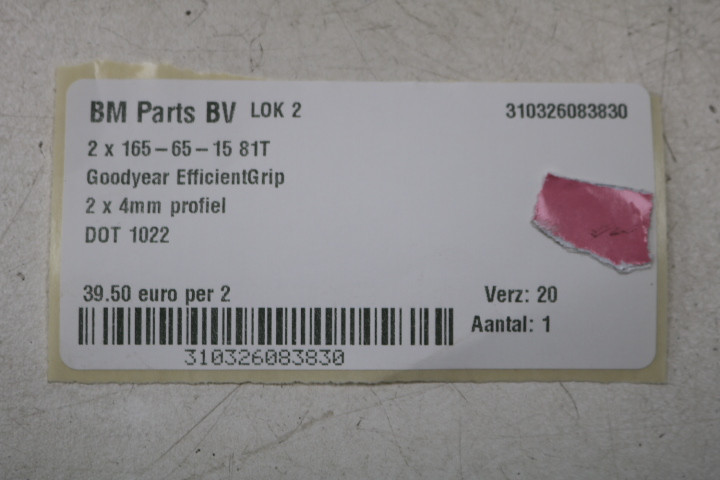 BM Parts BV LOK 2 310326083830
2 x 165-65-15 81T
Goodyear EfficientGrip
2 x 4mm profiel
DOT 1022
39.50 euro per 2 Verz: 20
Aantal: 1
310326083830